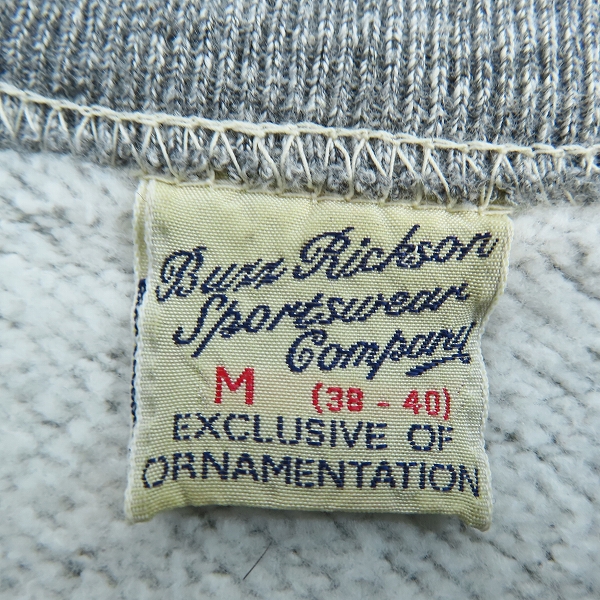 Buzz Rickson
Sportswear
Company
M (38 - 40)
EXCLUSIVE OF
ORNAMENTATION